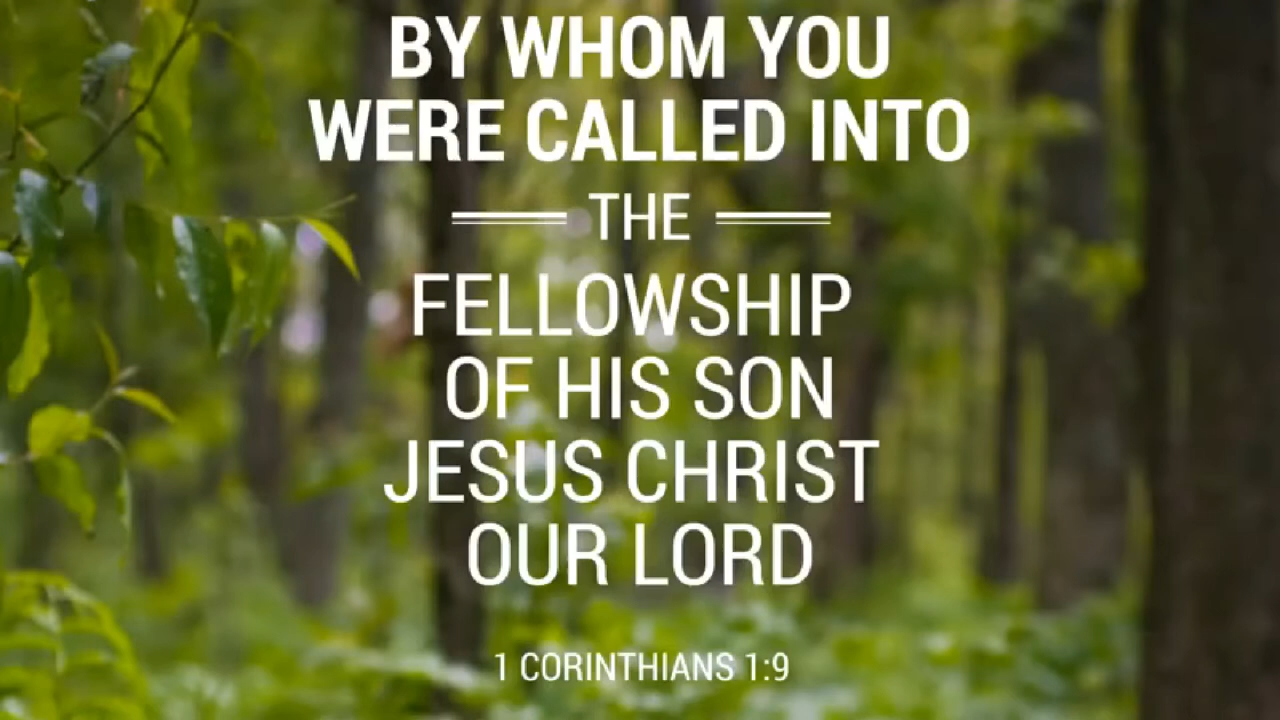 BY WHOM YOU
WERE CALLED INTO
THE
FELLOWSHIP
OF HIS SON
JESUS CHRIST
OUR LORD
1 CORINTHIANS 1:9